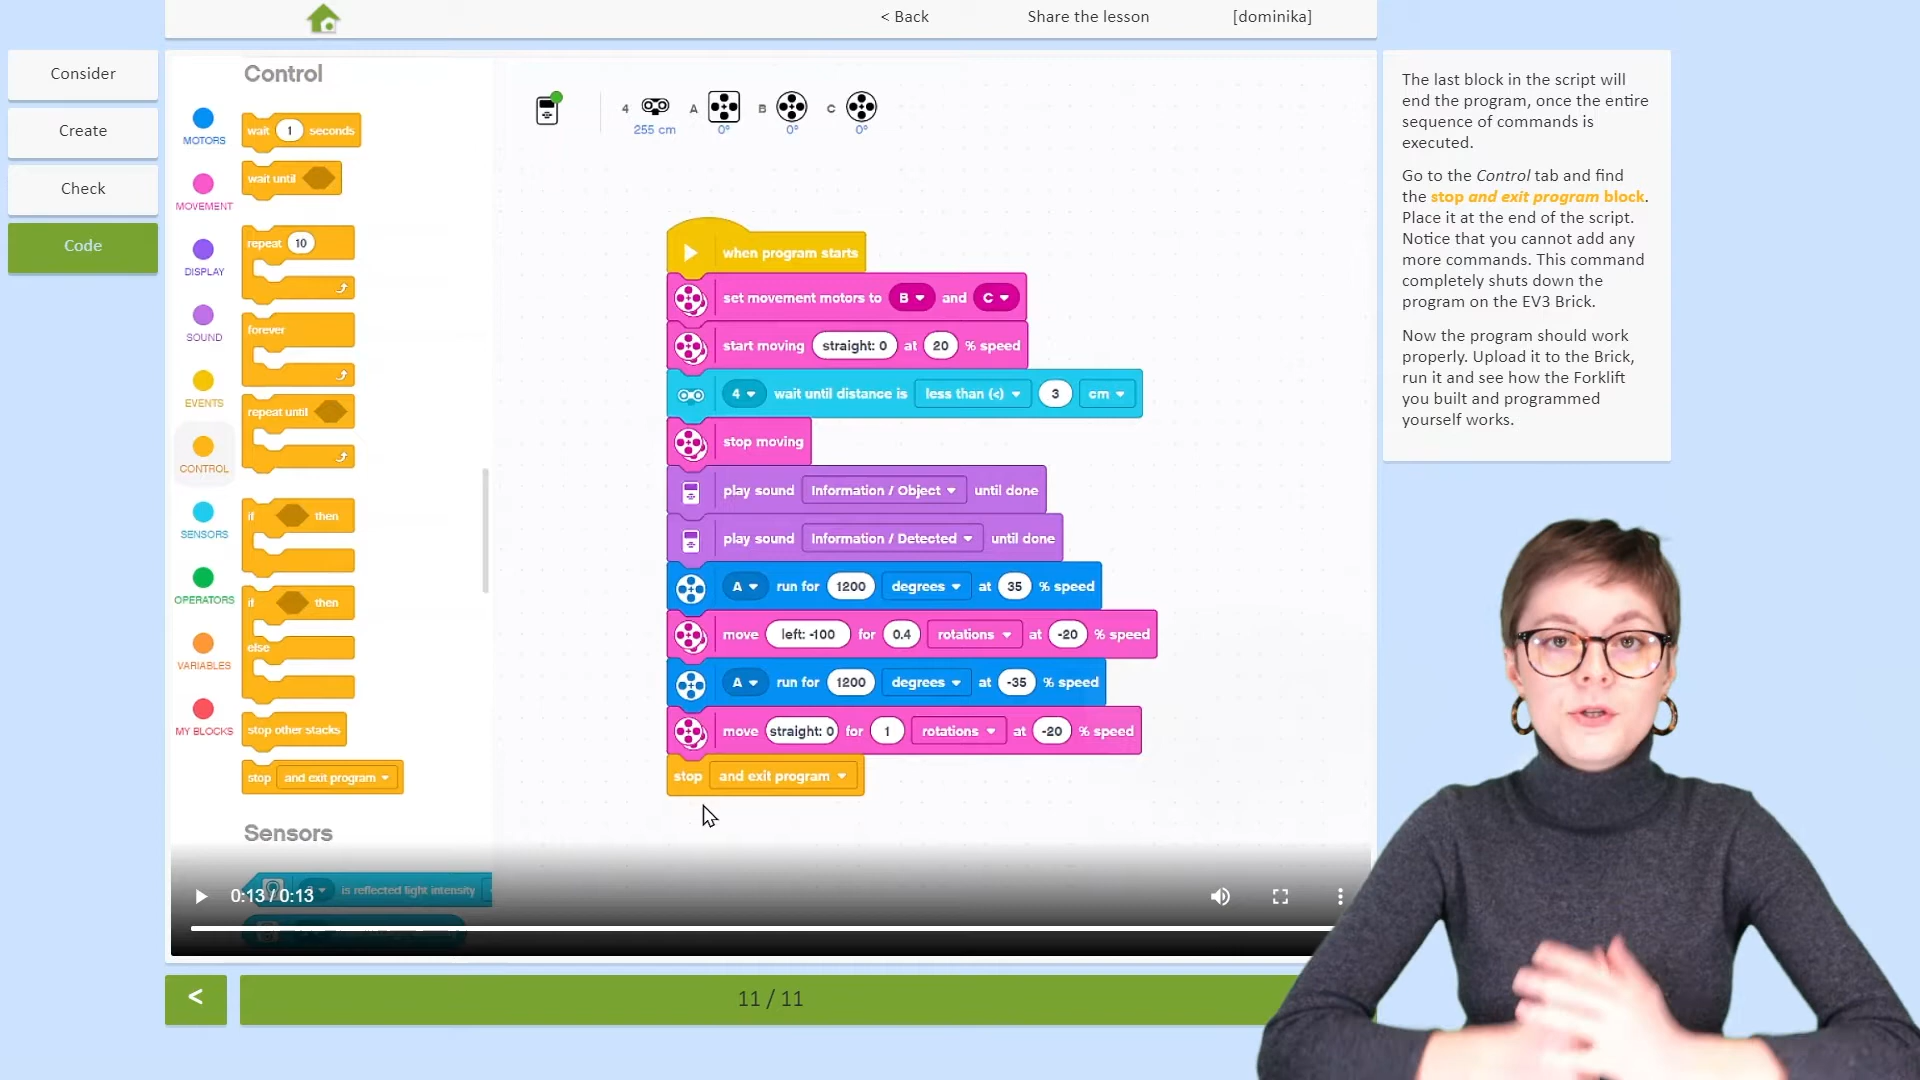 < Back
Share the lesson
[dominika]
Consider
Create
Check
Code
Control
MOTORS
MOVEMENT
DISPLAY
SOUND
EVENTS
CONTROL
SENSORS
OPERATORS
VARIABLES
MY BLOCKS
wait 1 seconds
wait until
repeat 10
forever
repeat until
if then
if then
else
stop other stacks
stop and exit program
Sensors
is reflected light intensity
4
255 cm
A
0°
B
0°
C
0°
when program starts
set movement motors to B and C
start moving straight: 0 at 20 % speed
4 wait until distance is less than (<) 3 cm
stop moving
play sound Information / Object until done
play sound Information / Detected until done
A run for 1200 degrees at 35 % speed
move left: -100 for 0.4 rotations at -20 % speed
A run for 1200 degrees at -35 % speed
move straight: 0 for 1 rotations at -20 % speed
stop and exit program
0:13 / 0:13
<
11 / 11
The last block in the script will
end the program, once the entire
sequence of commands is
executed.
Go to the Control tab and find
the stop and exit program block.
Place it at the end of the script.
Notice that you cannot add any
more commands. This command
completely shuts down the
program on the EV3 Brick.
Now the program should work
properly. Upload it to the Brick,
run it and see how the Forklift
you built and programmed
yourself works.